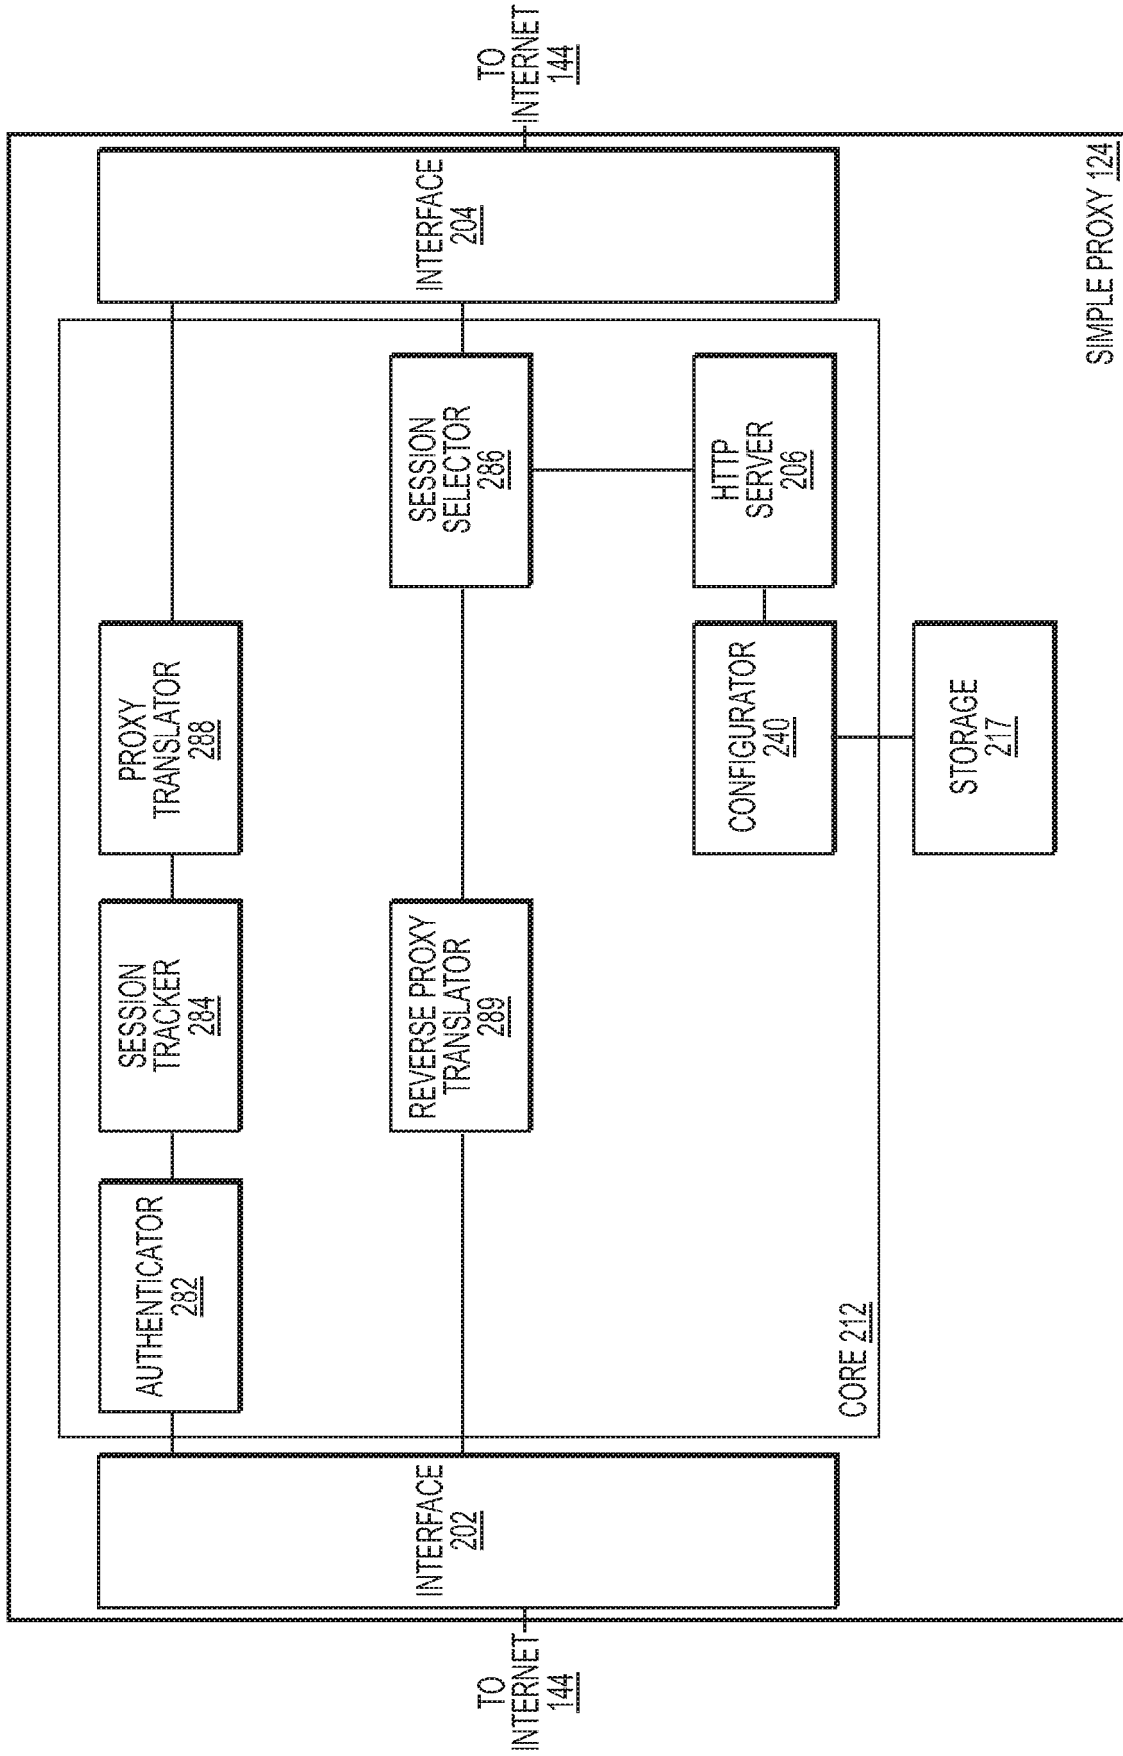 TO
INTERNET
144
INTERFACE
202
AUTHENTICATOR
282
SESSION
TRACKER
284
PROXY
TRANSLATOR
288
INTERFACE
204
TO
INTERNET
144
REVERSE PROXY
TRANSLATOR
289
SESSION
SELECTOR
286
CONFIGURATOR
240
HTTP
SERVER
206
CORE 212
STORAGE
217
SIMPLE PROXY 124